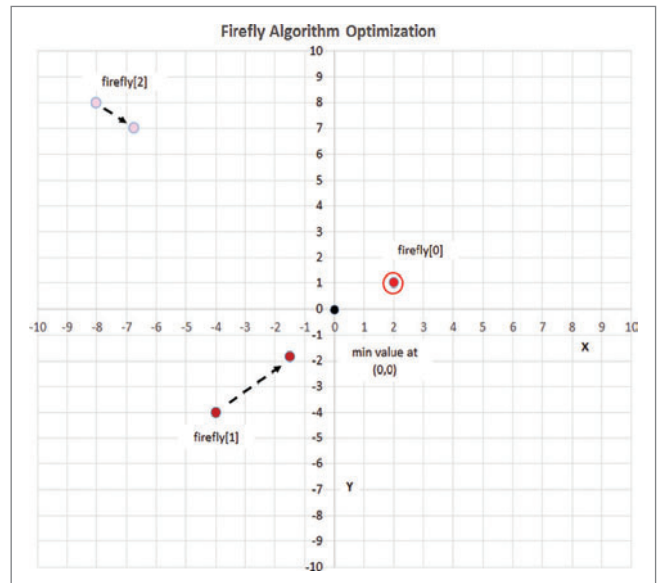 Firefly Algorithm Optimization
10
firefly[2]
9
8
7
6
5
4
3
2
firefly[0]
1
0
-10 -9 -8 -7 -6 -5 -4 -3 -2 -1 0 1 2 3 4 5 6 7 8 9 10
-1
X
-2
min value at
(0,0)
-3
-4
firefly[1]
-5
-6
-7
Y
-8
-9
-10